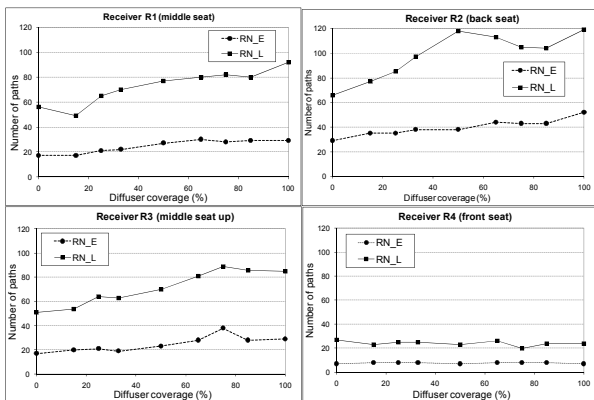 Receiver R1 (middle seat)
120
100
80
60
40
20
0
Number of paths
RN_E
RN_L
0 20 40 60 80 100
Diffuser coverage (%)
Receiver R2 (back seat)
120
100
80
60
40
20
0
Number of paths
RN_E
RN_L
0 20 40 60 80 100
Diffuser coverage (%)
Receiver R3 (middle seat up)
120
100
80
60
40
20
0
Number of paths
RN_E
RN_L
0 20 40 60 80 100
Diffuser coverage (%)
Receiver R4 (front seat)
120
100
80
60
40
20
0
Number of paths
RN_E
RN_L
0 20 40 60 80 100
Diffuser coverage (%)